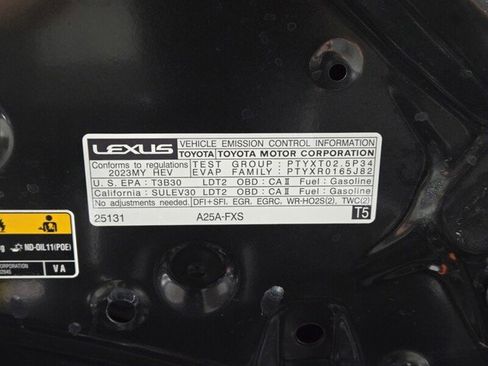 LEXUS VEHICLE EMISSION CONTROL INFORMATION
TOYOTA TOYOTA MOTOR CORPORATION
Conforms to regulations TEST GROUP : PTYXT02.5P34
2023MY REV EVAP FAMILY : PTYXR0165J82
U.S. EPA : T3B30 LDT2 OBD : CA II Fuel : Gasoline
California : SULEV30 LDT2 OBD : CA II Fuel : Gasoline
No adjustments needed. DFI+SFI, EGR, EGRC, WR-HO2S(2), TWC(2)
25131 A25A-FXS T5
ND-OIL11(POE)
CORPORATION
VA